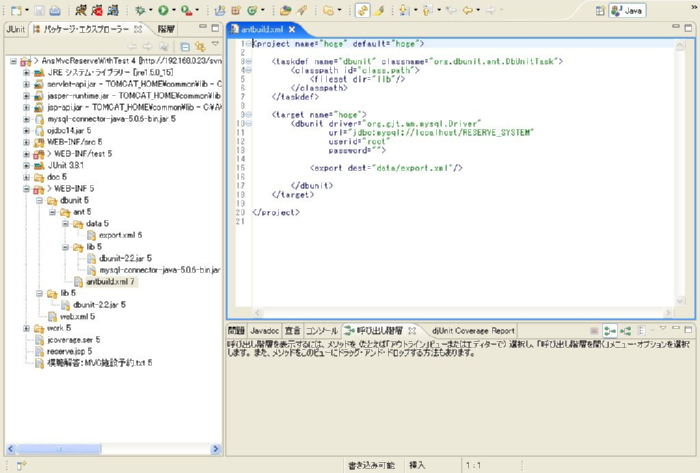 Java
JUnit
パッケージ・エクスプローラー
階層
AnsMvcReserveWithTest 4 [http://192.168.0.23/svn
JRE システム・ライブラリー [jre1.5.0_15]
servlet-api.jar - TOMCAT_HOME¥common¥lib - C
jasper-runtime.jar - TOMCAT_HOME¥common¥lib -
jsp-api.jar - TOMCAT_HOME¥common¥lib - C:¥A
mysql-connector-java-5.0.6-bin.jar 5
ojdbc14.jar 5
WEB-INF/src 5
> WEB-INF/test 5
JUnit 3.8.1
doc 5
> WEB-INF 5
dbunit 5
ant 5
data 5
export.xml 6
lib 5
dbunit-2.2.jar 5
mysql-connector-java-5.0.6-bin.jar
antbuild.xml 7
lib 5
dbunit-2.2.jar 5
web.xml 5
work 5
jcoverage.ser 5
reserve.jsp 5
模範解答：MVC施設予約.txt 5
antbuild.xml
1 <project name="hoge" default="hoge">
2
3 <taskdef name="dbunit" classname="org.dbunit.ant.DbUnitTask">
4 <classpath id="class.path">
5 <fileset dir="lib"/>
6 </classpath>
7 </taskdef>
8
9 <target name="hoge">
10 <dbunit driver="org.gjt.mm.mysql.Driver"
11 url="jdbc:mysql://localhost/RESERVE_SYSTEM"
12 userid="root"
13 password="">
14
15 <export dest="data/export.xml"/>
16
17 </dbunit>
18 </target>
19
20 </project>
21
問題
Javadoc
宣言
コンソール
呼び出し階層
djUnit Coverage Report
呼び出し階層を表示するには、メソッドを (たとえば「アウトライン」ビューまたはエディターで) 選択し、「呼び出し階層を開く」メニュー・オプションを選択
します。また、メソッドをこのビューにドラッグ・アンド・ドロップする方法もあります。
書き込み可能
挿入
1 : 1